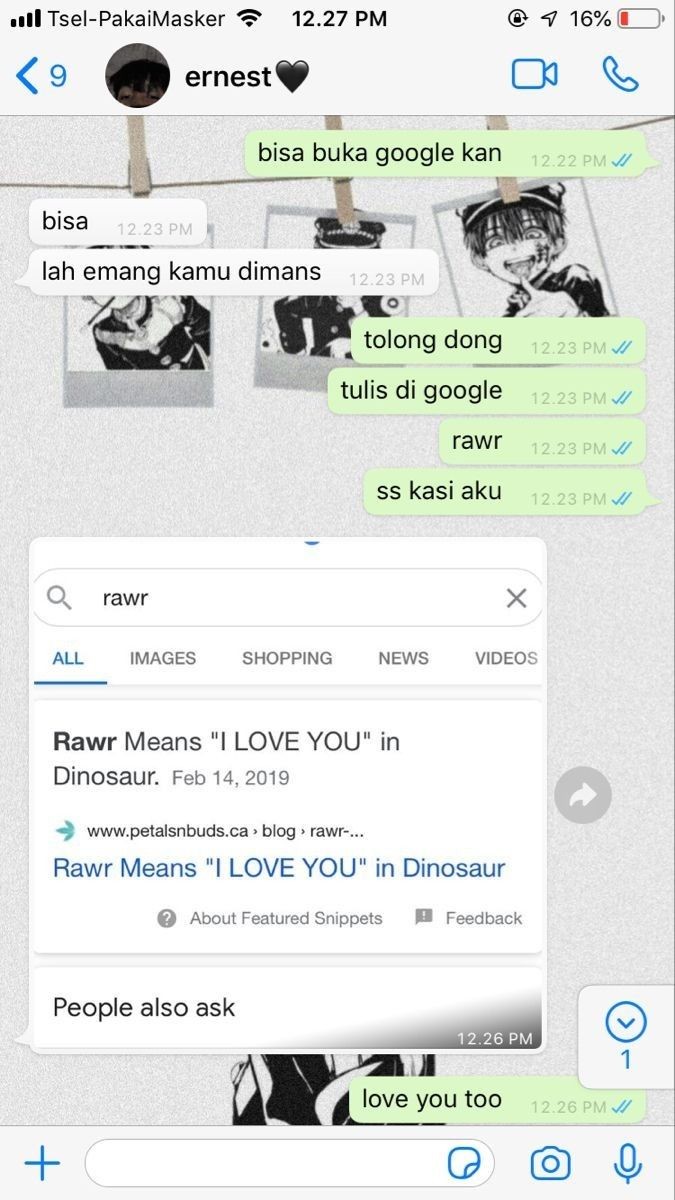 Tsel-PakaiMasker 12.27 PM 16%
9 ernest🖤
bisa buka google kan 12.22 PM
bisa 12.23 PM
lah emang kamu dimans 12.23 PM
tolong dong 12.23 PM
tulis di google 12.23 PM
rawr 12.23 PM
ss kasi aku 12.23 PM
rawr
ALL IMAGES SHOPPING NEWS VIDEOS
Rawr Means "I LOVE YOU" in
Dinosaur. Feb 14, 2019
www.petalsnbuds.ca › blog › rawr-...
Rawr Means "I LOVE YOU" in Dinosaur
About Featured Snippets Feedback
People also ask
12.26 PM
1
love you too 12.26 PM